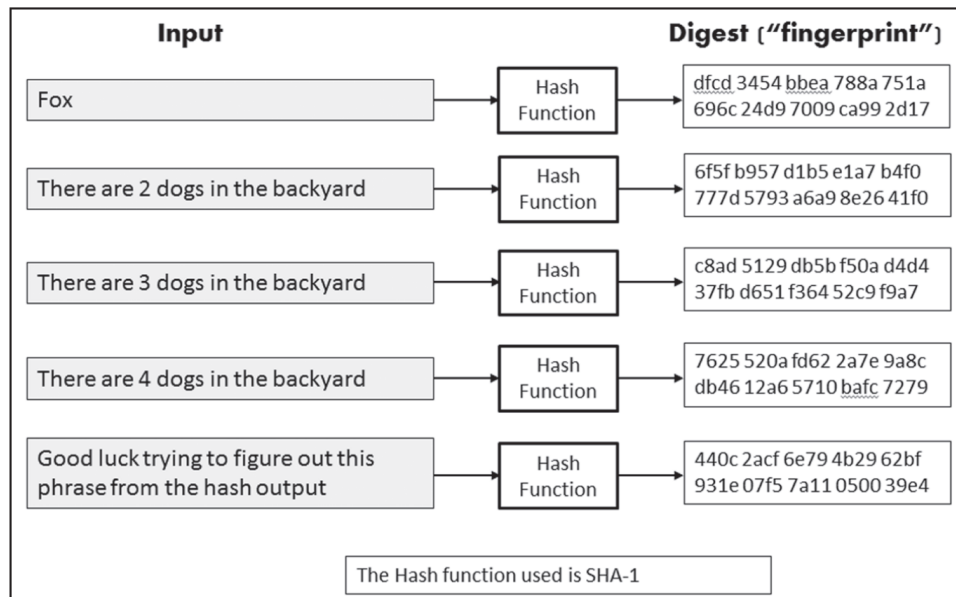 Input
Digest (“fingerprint”)
Fox
Hash
Function
dfcd 3454 bbea 788a 751a
696c 24d9 7009 ca99 2d17
There are 2 dogs in the backyard
Hash
Function
6f5f b957 d1b5 e1a7 b4f0
777d 5793 a6a9 8e26 41f0
There are 3 dogs in the backyard
Hash
Function
c8ad 5129 db5b f50a d4d4
37fb d651 f364 52c9 f9a7
There are 4 dogs in the backyard
Hash
Function
7625 520a fd62 2a7e 9a8c
db46 12a6 5710 bafc 7279
Good luck trying to figure out this
phrase from the hash output
Hash
Function
440c 2acf 6e79 4b29 62bf
931e 07f5 7a11 0500 39e4
The Hash function used is SHA-1